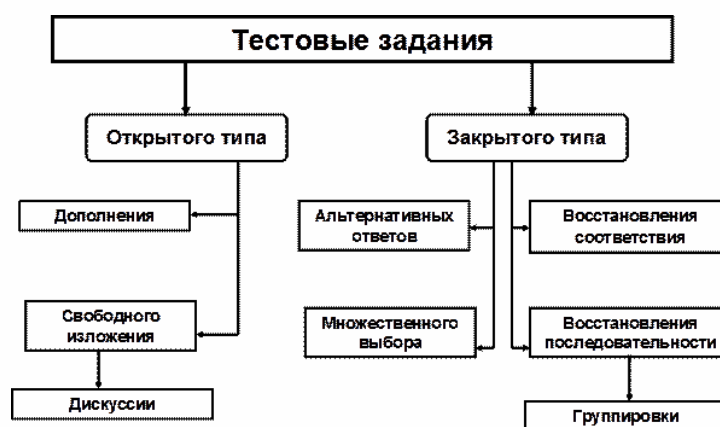 Тестовые задания
Открытого типа
Закрытого типа
Дополнения
Альтернативных
ответов
Восстановления
соответствия
Свободного
изложения
Множественного
выбора
Восстановления
последовательности
Дискуссии
Группировки